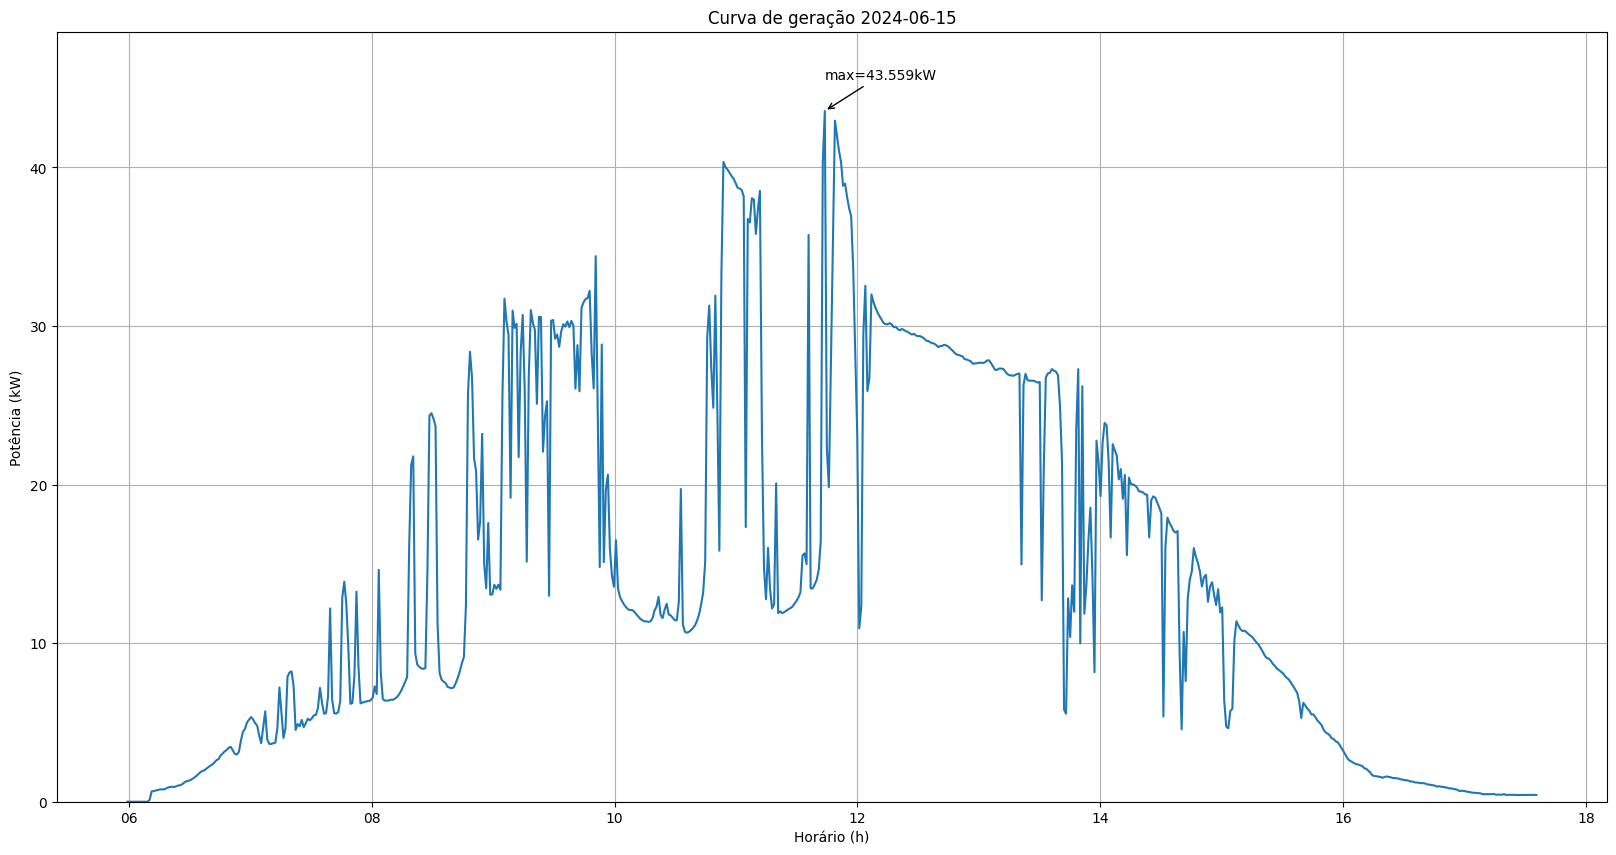 Curva de geração 2024-06-15
max=43.559kW
Potência (kW)
40
30
20
10
0
06 08 10 12 14 16 18
Horário (h)